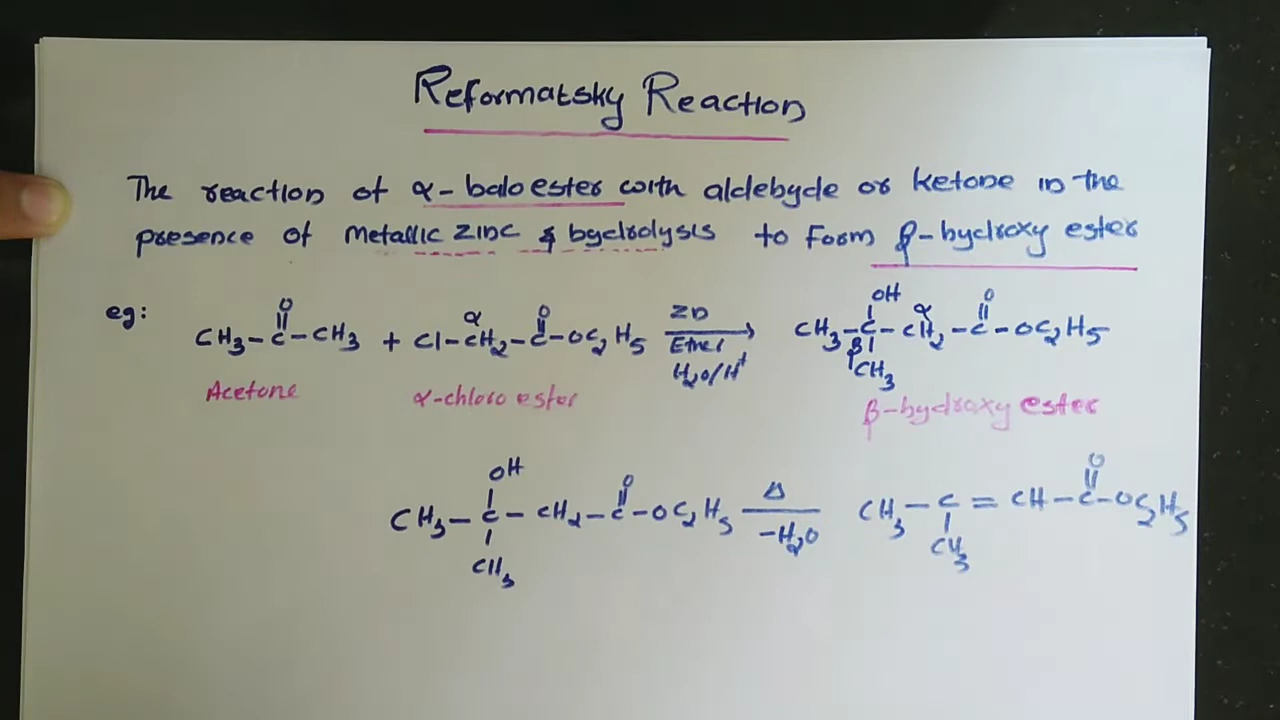 Reformatsky Reaction
The reaction of α-haloester with aldehyde or ketone in the
presence of metallic zinc & hydrolysis to form β-hydroxy ester
eg: CH3-C(=O)-CH3 + Cl-CH2(α)-C(=O)-OC2H5 Zn / Ether / H2O/H+ → CH3-C(OH)(CH3)(β)-CH2(α)-C(=O)-OC2H5
Acetone α-chloro ester β-hydroxy ester
CH3-C(OH)(CH3)-CH2-C(=O)-OC2H5 Δ / -H2O CH3-C(CH3)=CH-C(=O)-OC2H5